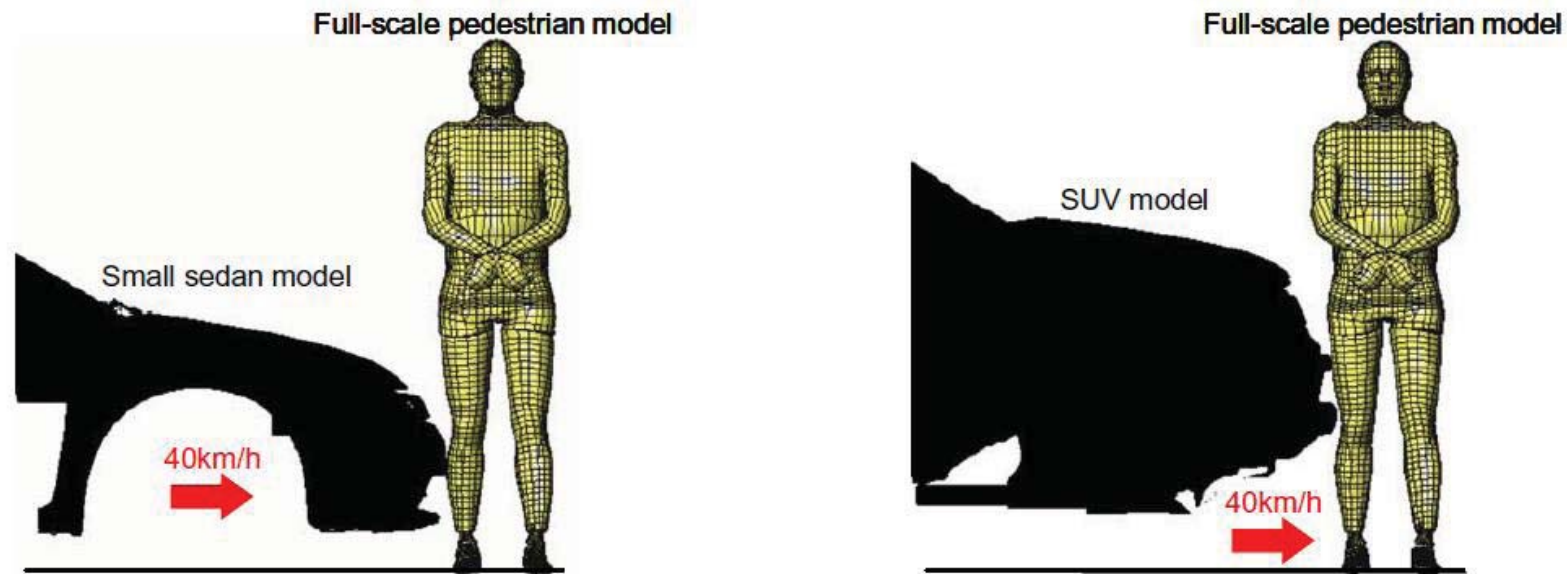 Full-scale pedestrian model
Small sedan model
40km/h
Full-scale pedestrian model
SUV model
40km/h